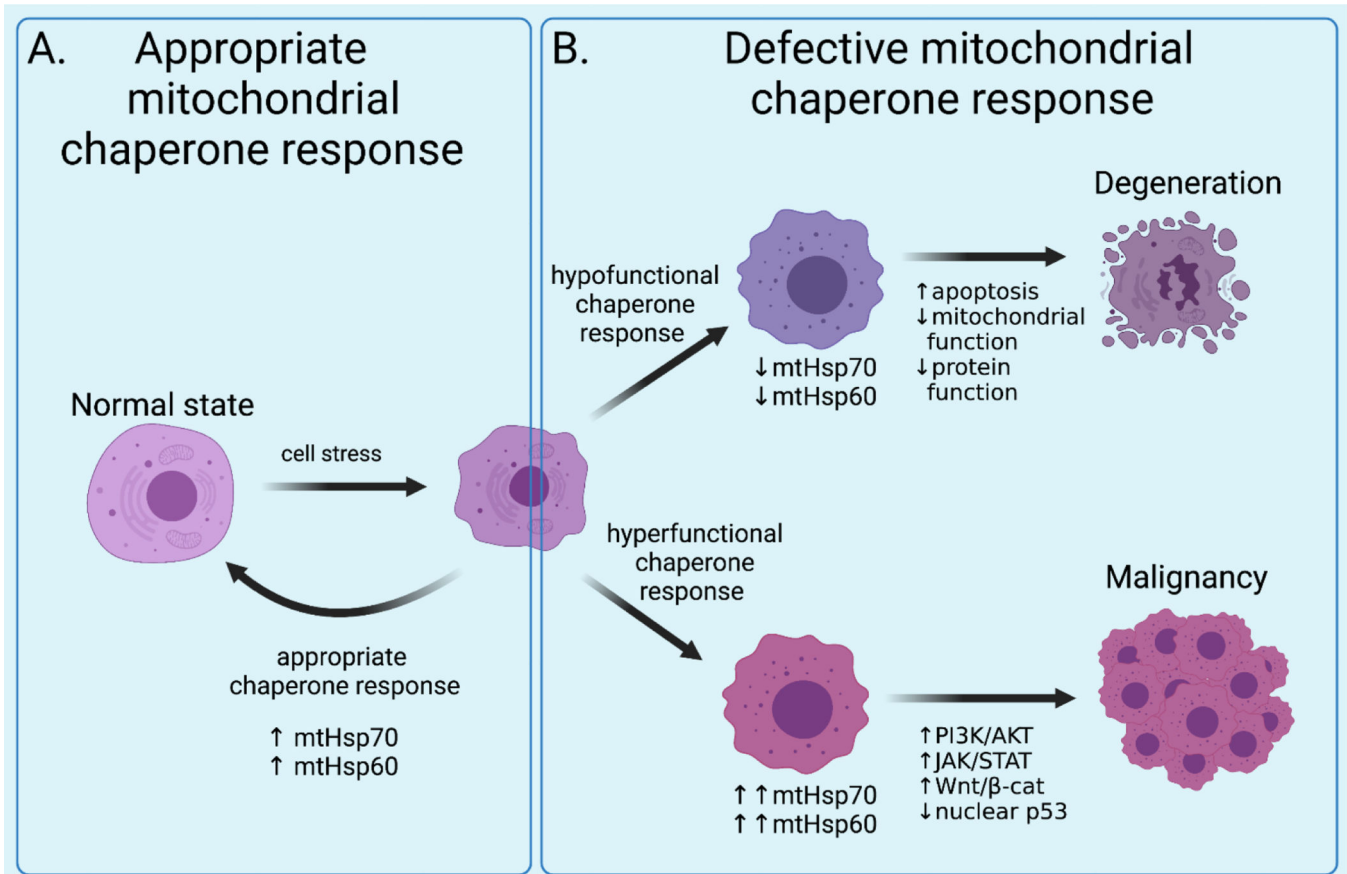 A. Appropriate
mitochondrial
chaperone response
Normal state
cell stress
appropriate
chaperone response
↑ mtHsp70
↑ mtHsp60
B. Defective mitochondrial
chaperone response
hypofunctional
chaperone
response
↓mtHsp70
↓mtHsp60
↑apoptosis
↓mitochondrial
function
↓protein
function
Degeneration
hyperfunctional
chaperone
response
↑↑mtHsp70
↑↑mtHsp60
↑PI3K/AKT
↑JAK/STAT
↑Wnt/β-cat
↓nuclear p53
Malignancy